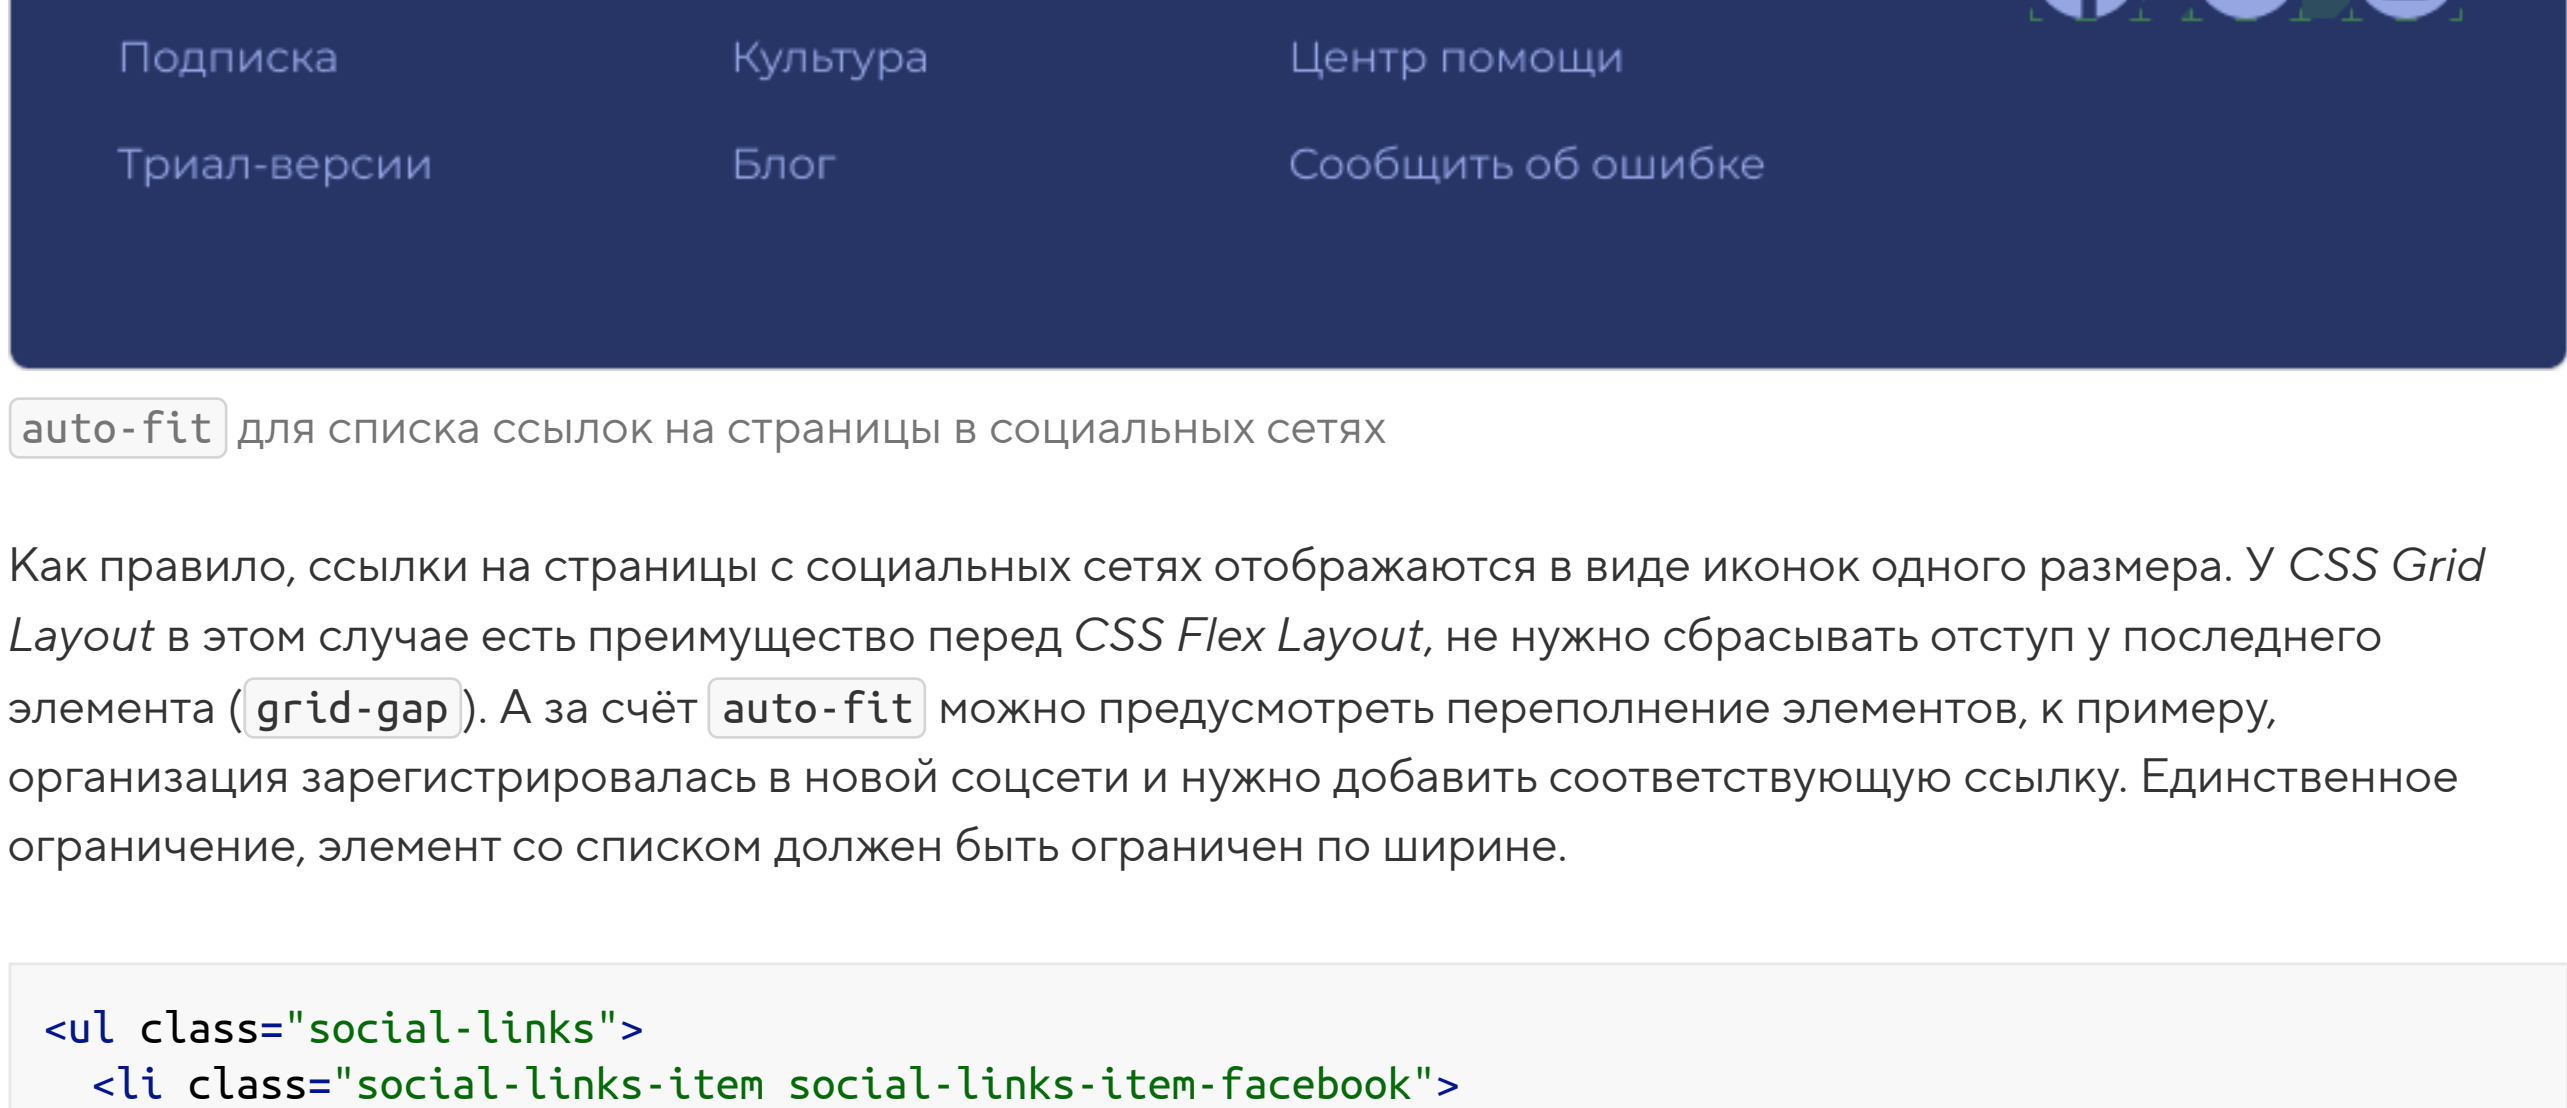 Подписка Культура Центр помощи
Триал-версии Блог Сообщить об ошибке
auto-fit для списка ссылок на страницы в социальных сетях
Как правило, ссылки на страницы с социальных сетях отображаются в виде иконок одного размера. У CSS Grid
Layout в этом случае есть преимущество перед CSS Flex Layout, не нужно сбрасывать отступ у последнего
элемента (grid-gap). А за счёт auto-fit можно предусмотреть переполнение элементов, к примеру,
организация зарегистрировалась в новой соцсети и нужно добавить соответствующую ссылку. Единственное
ограничение, элемент со списком должен быть ограничен по ширине.
<ul class="social-links">
<li class="social-links-item social-links-item-facebook">